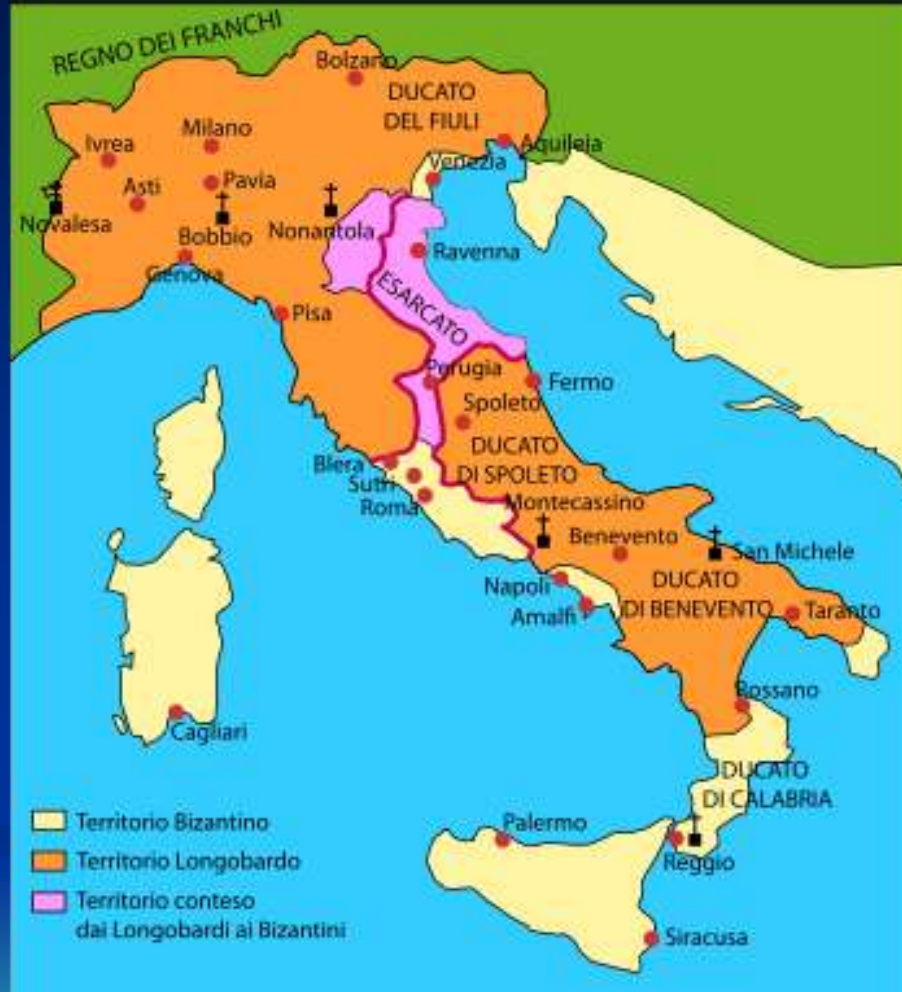 REGNO DEI FRANCHI
Bolzano
DUCATO
DEL FIULI
Milano
Ivrea
Aquileia
Venezia
Asti
Pavia
Novalesa
Bobbio
Nonantola
Genova
Ravenna
ESARCATO
Pisa
Perugia
Fermo
Spoleto
DUCATO
DI SPOLETO
Blera
Sutri
Roma
Montecassino
Benevento
San Michele
Napoli
DUCATO
DI BENEVENTO
Amalfi
Taranto
Rossano
Cagliari
DUCATO
DI CALABRIA
Palermo
Reggio
Siracusa
Territorio Bizantino
Territorio Longobardo
Territorio conteso
dai Longobardi ai Bizantini